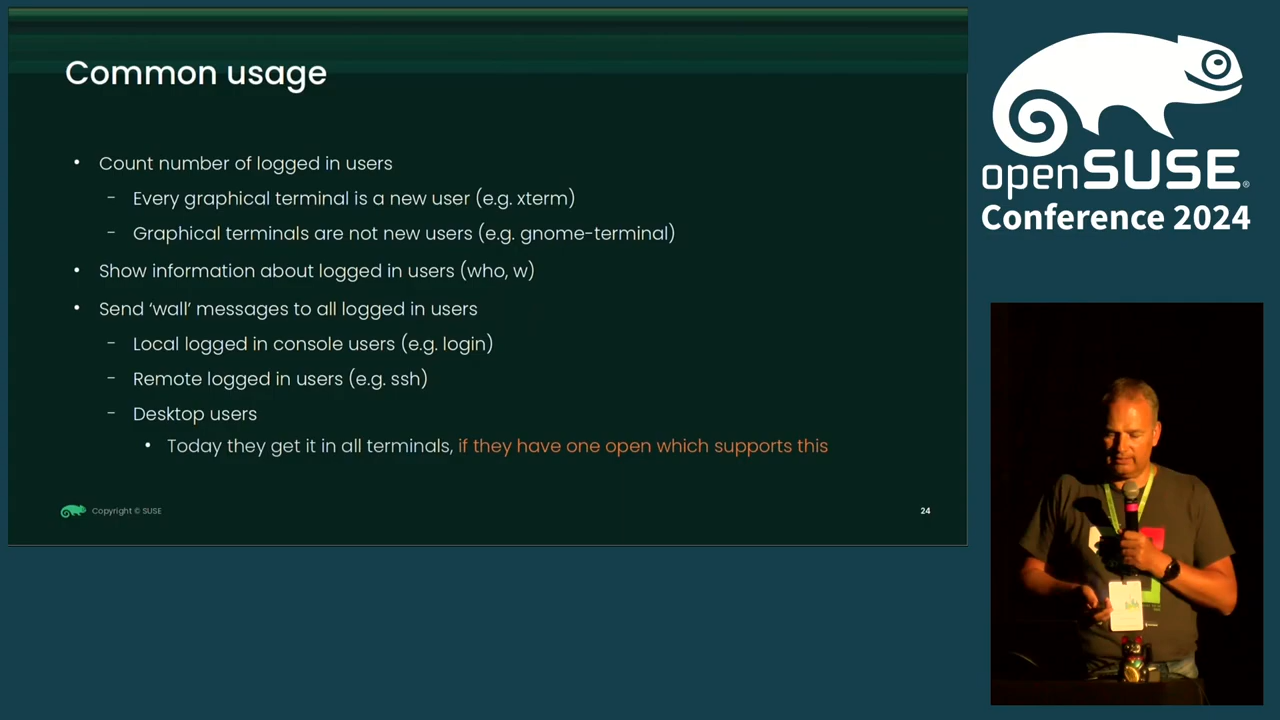 Common usage
• Count number of logged in users
- Every graphical terminal is a new user (e.g. xterm)
- Graphical terminals are not new users (e.g. gnome-terminal)
• Show information about logged in users (who, w)
• Send ‘wall’ messages to all logged in users
- Local logged in console users (e.g. login)
- Remote logged in users (e.g. ssh)
- Desktop users
• Today they get it in all terminals, if they have one open which supports this
Copyright © SUSE
24
openSUSE®
Conference 2024